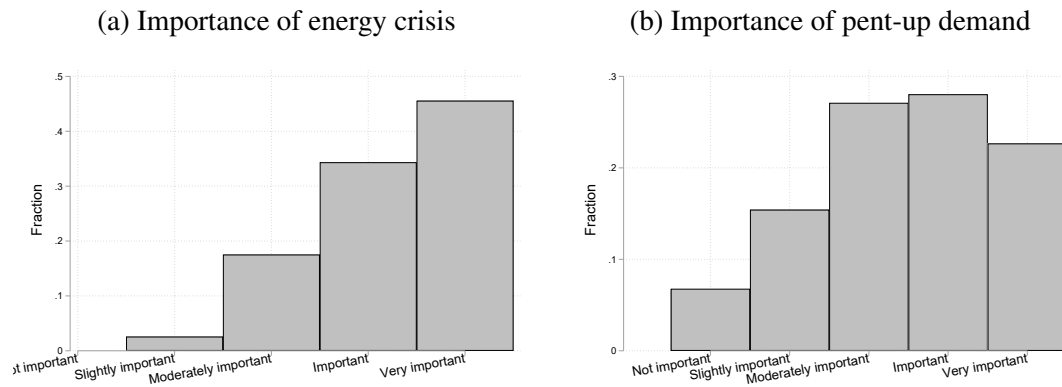 (a) Importance of energy crisis
.5
.4
.3
.2
.1
0
Fraction
ot important
Slightly important
Moderately important
Important
Very important
(b) Importance of pent-up demand
.3
.2
.1
0
Fraction
Not important
Slightly important
Moderately important
Important
Very important